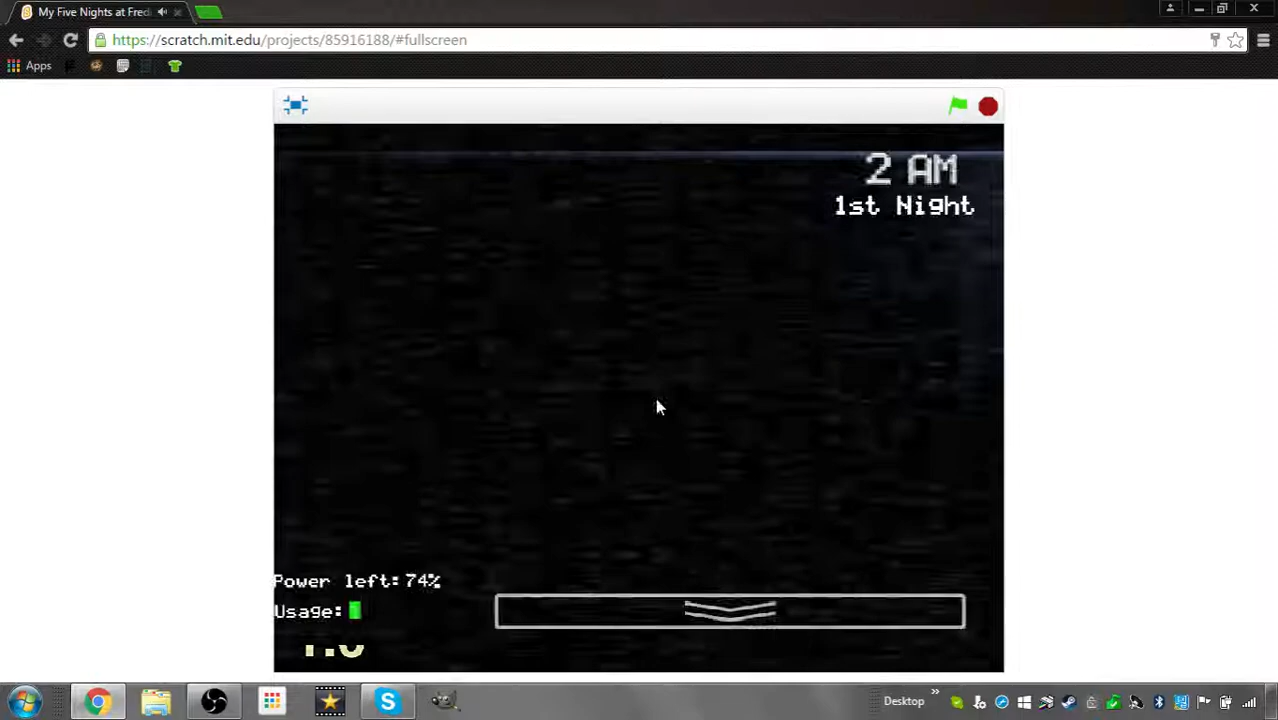 My Five Nights at Fred
https://scratch.mit.edu/projects/85916188/#fullscreen
Apps
2 AM
1st Night
Power left: 74%
Usage:
Desktop